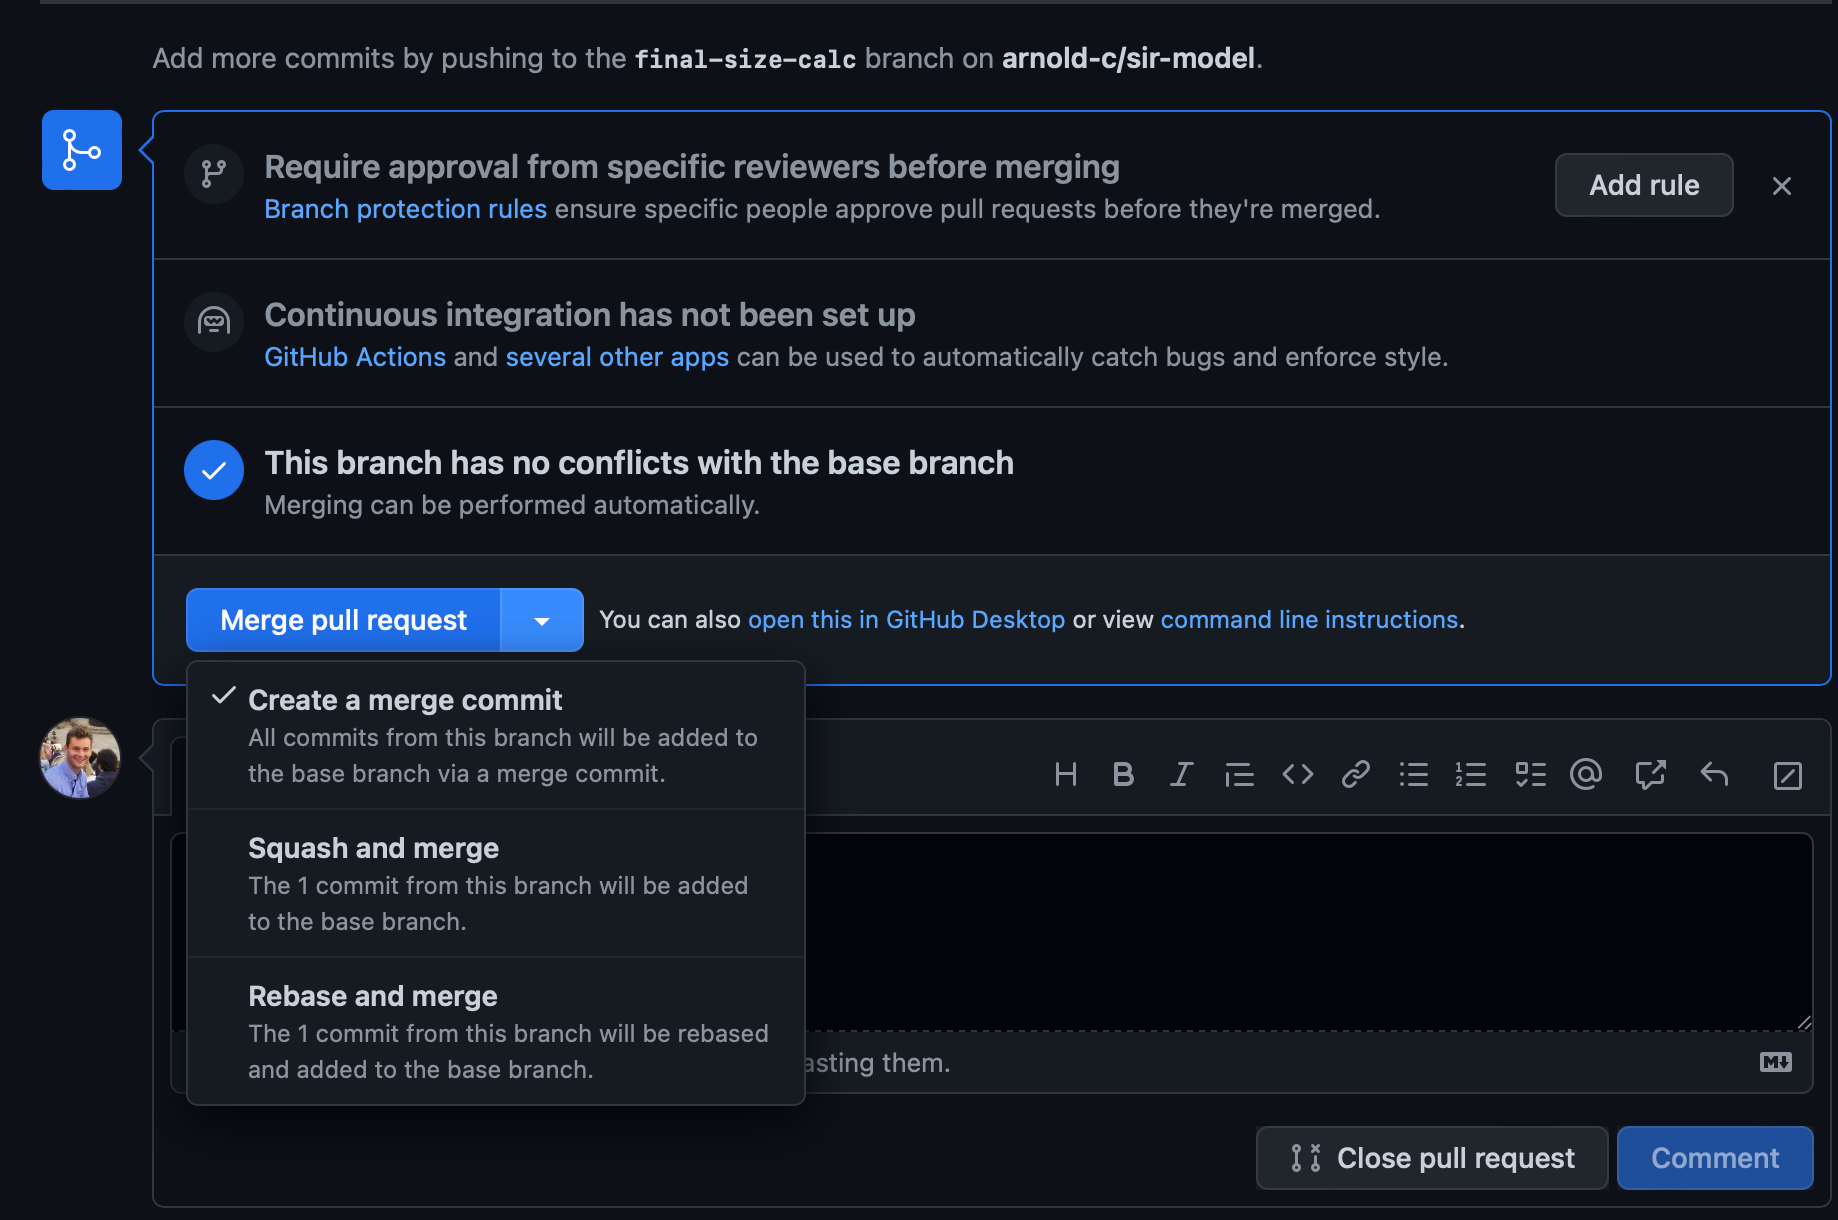 Add more commits by pushing to the final-size-calc branch on arnold-c/sir-model.
Require approval from specific reviewers before merging
Branch protection rules ensure specific people approve pull requests before they're merged.
Add rule
Continuous integration has not been set up
GitHub Actions and several other apps can be used to automatically catch bugs and enforce style.
This branch has no conflicts with the base branch
Merging can be performed automatically.
Merge pull request
You can also open this in GitHub Desktop or view command line instructions.
Create a merge commit
All commits from this branch will be added to
the base branch via a merge commit.
Squash and merge
The 1 commit from this branch will be added
to the base branch.
Rebase and merge
The 1 commit from this branch will be rebased
and added to the base branch.
asting them.
Close pull request
Comment